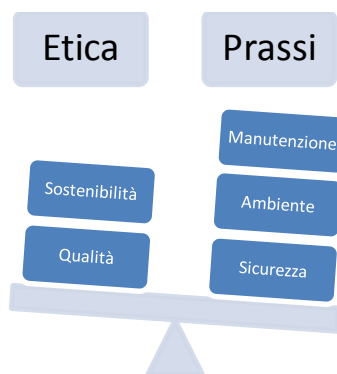 Etica
Prassi
Manutenzione
Sostenibilità
Ambiente
Qualità
Sicurezza